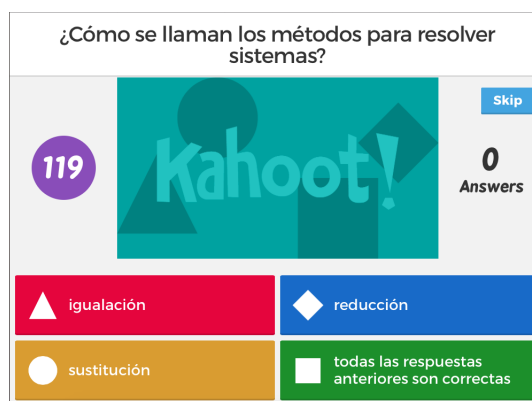 ¿Cómo se llaman los métodos para resolver
sistemas?
Skip
119
Kahoot!
0
Answers
igualación
reducción
sustitución
todas las respuestas
anteriores son correctas